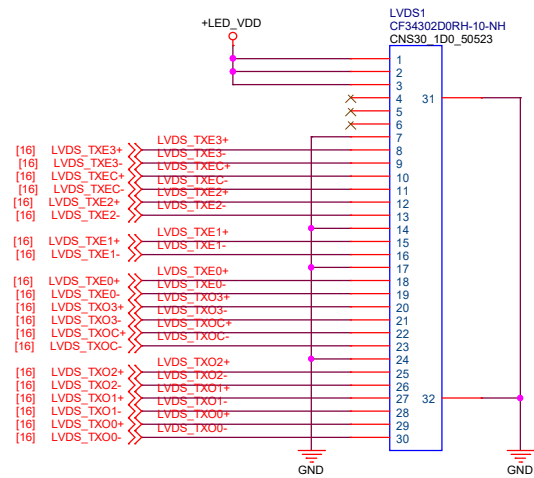 LVDS1
CF34302D0RH-10-NH
CNS30_1D0_50523
+LED_VDD
1
2
3
4 31
5
6
7
[16] LVDS_TXE3+ LVDS_TXE3+ 8
[16] LVDS_TXE3- LVDS_TXE3- 9
[16] LVDS_TXEC+ LVDS_TXEC+ 10
[16] LVDS_TXEC- LVDS_TXEC- 11
[16] LVDS_TXE2+ LVDS_TXE2+ 12
[16] LVDS_TXE2- LVDS_TXE2- 13
14
[16] LVDS_TXE1+ LVDS_TXE1+ 15
[16] LVDS_TXE1- LVDS_TXE1- 16
17
[16] LVDS_TXE0+ LVDS_TXE0+ 18
[16] LVDS_TXE0- LVDS_TXE0- 19
[16] LVDS_TXO3+ LVDS_TXO3+ 20
[16] LVDS_TXO3- LVDS_TXO3- 21
[16] LVDS_TXOC+ LVDS_TXOC+ 22
[16] LVDS_TXOC- LVDS_TXOC- 23
24
[16] LVDS_TXO2+ LVDS_TXO2+ 25
[16] LVDS_TXO2- LVDS_TXO2- 26
[16] LVDS_TXO1+ LVDS_TXO1+ 27 32
[16] LVDS_TXO1- LVDS_TXO1- 28
[16] LVDS_TXO0+ LVDS_TXO0+ 29
[16] LVDS_TXO0- LVDS_TXO0- 30
GND GND